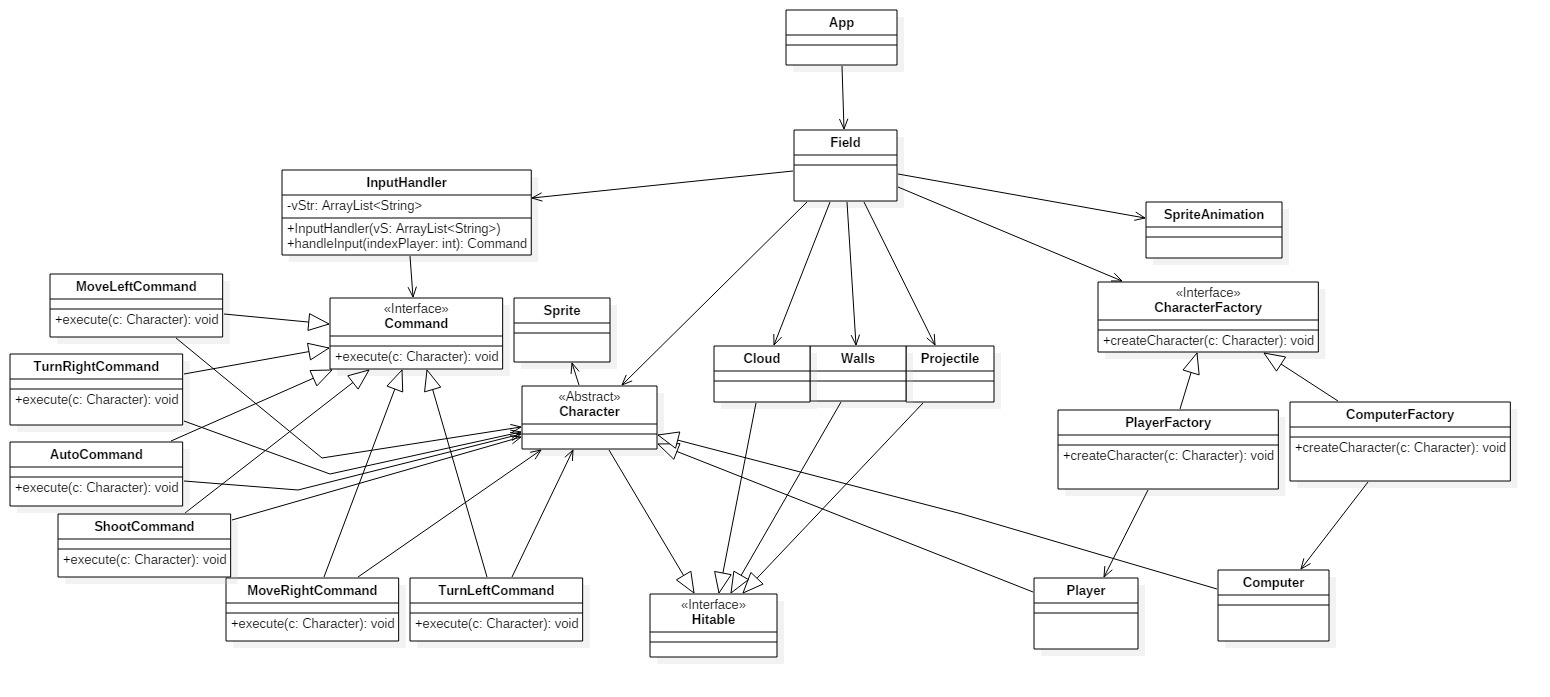 App
Field
InputHandler
-vStr: ArrayList<String>
+InputHandler(vS: ArrayList<String>)
+handleInput(indexPlayer: int): Command
SpriteAnimation
MoveLeftCommand
+execute(c: Character): void
«Interface»
Command
+execute(c: Character): void
Sprite
«Interface»
CharacterFactory
+createCharacter(c: Character): void
TurnRightCommand
+execute(c: Character): void
Cloud
Walls
Projectile
«Abstract»
Character
PlayerFactory
+createCharacter(c: Character): void
ComputerFactory
+createCharacter(c: Character): void
AutoCommand
+execute(c: Character): void
ShootCommand
+execute(c: Character): void
MoveRightCommand
+execute(c: Character): void
TurnLeftCommand
+execute(c: Character): void
«Interface»
Hitable
Player
Computer